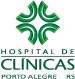 HOSPITAL DE
CLÍNICAS
PORTO ALEGRE RS